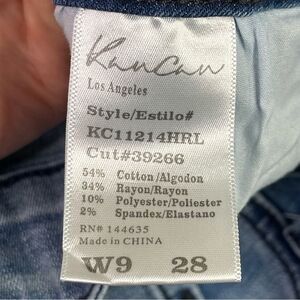 KanCan
Los Angeles
Style/Estilo#
KC11214HRL
Cut#39266
54% Cotton/Algodon
34% Rayon/Rayon
10% Polyester/Poliester
2% Spandex/Elastano
RN# 144635
Made in CHINA
W9 28